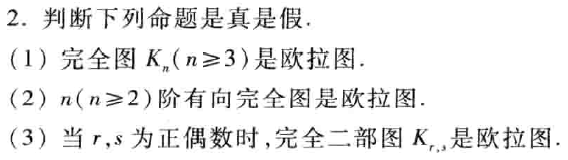 2. 判断下列命题是真是假.
(1) 完全图 Kₙ(n≥3)是欧拉图.
(2) n(n≥2)阶有向完全图是欧拉图.
(3) 当 r,s 为正偶数时,完全二部图 K_{r,s}是欧拉图.